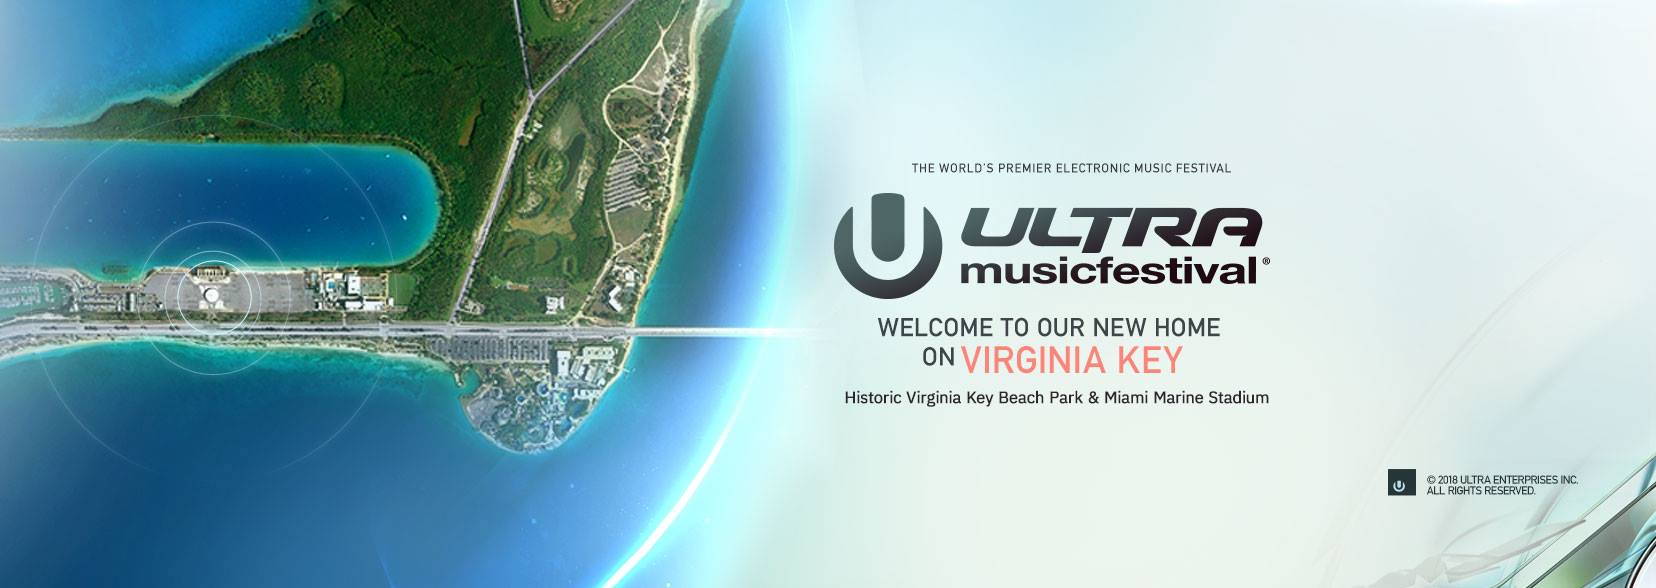 THE WORLD'S PREMIER ELECTRONIC MUSIC FESTIVAL
ULTRA
musicfestival®
WELCOME TO OUR NEW HOME
ON VIRGINIA KEY
Historic Virginia Key Beach Park & Miami Marine Stadium
© 2018 ULTRA ENTERPRISES INC.
ALL RIGHTS RESERVED.